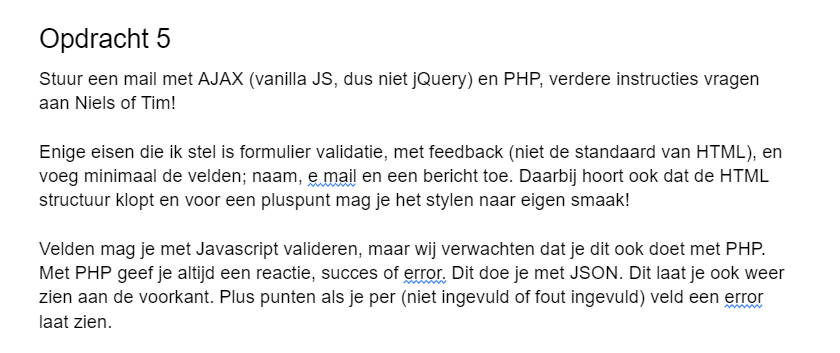 Opdracht 5
Stuur een mail met AJAX (vanilla JS, dus niet jQuery) en PHP, verdere instructies vragen
aan Niels of Tim!
Enige eisen die ik stel is formulier validatie, met feedback (niet de standaard van HTML), en
voeg minimaal de velden; naam, e mail en een bericht toe. Daarbij hoort ook dat de HTML
structuur klopt en voor een pluspunt mag je het stylen naar eigen smaak!
Velden mag je met Javascript valideren, maar wij verwachten dat je dit ook doet met PHP.
Met PHP geef je altijd een reactie, succes of error. Dit doe je met JSON. Dit laat je ook weer
zien aan de voorkant. Plus punten als je per (niet ingevuld of fout ingevuld) veld een error
laat zien.